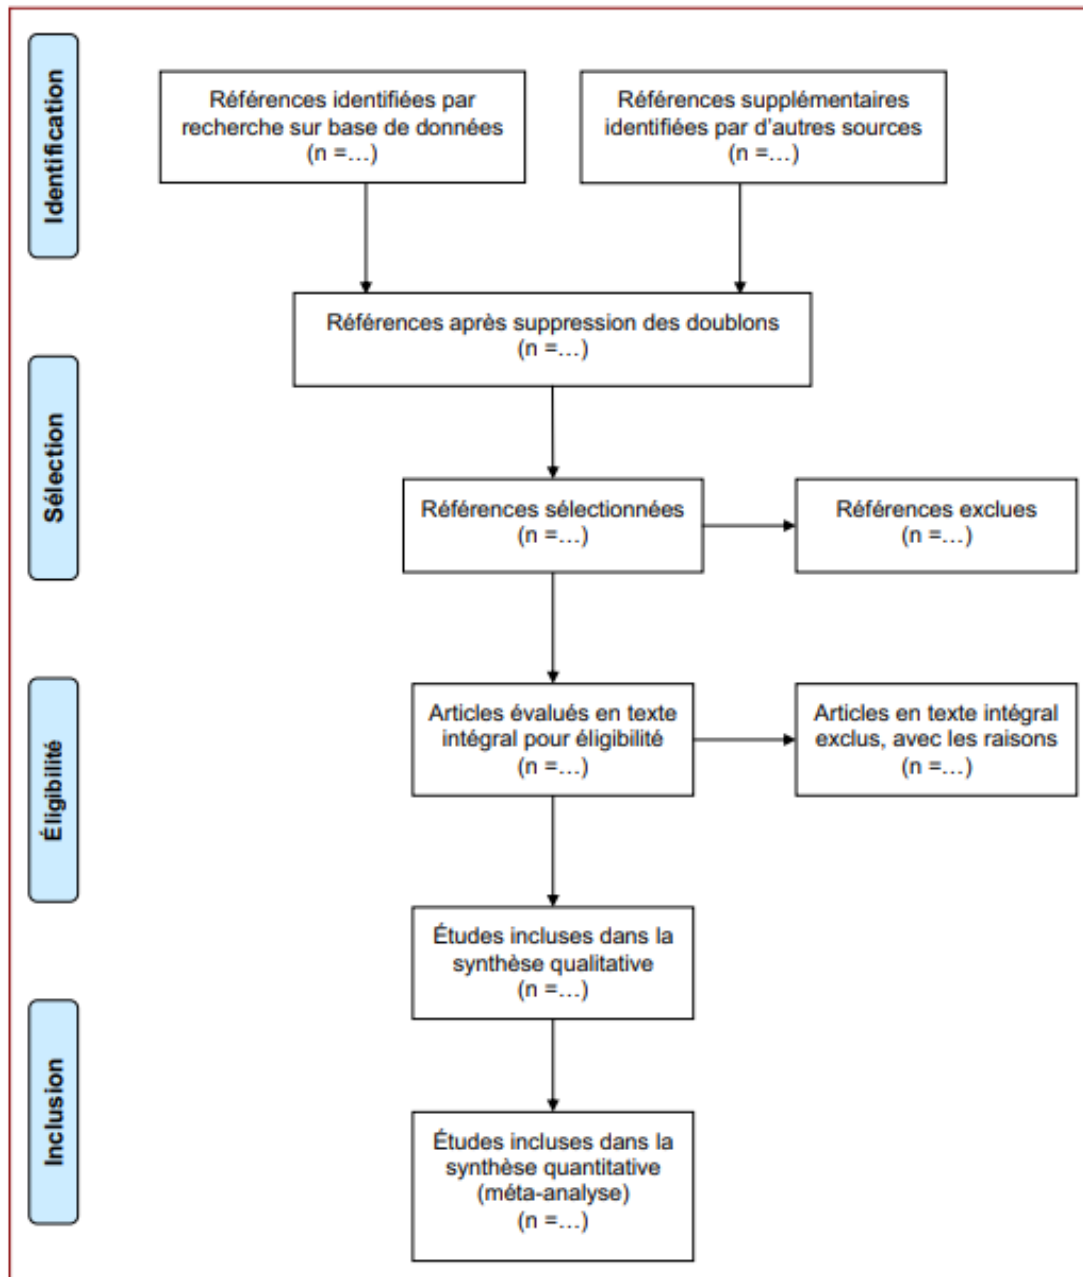 Identification
Références identifiées par
recherche sur base de données
(n =…)
Références supplémentaires
identifiées par d'autres sources
(n =…)
Références après suppression des doublons
(n =…)
Sélection
Références sélectionnées
(n =…)
Références exclues
(n =…)
Éligibilité
Articles évalués en texte
intégral pour éligibilité
(n =…)
Articles en texte intégral
exclus, avec les raisons
(n =…)
Études incluses dans la
synthèse qualitative
(n =…)
Inclusion
Études incluses dans la
synthèse quantitative
(méta-analyse)
(n =…)